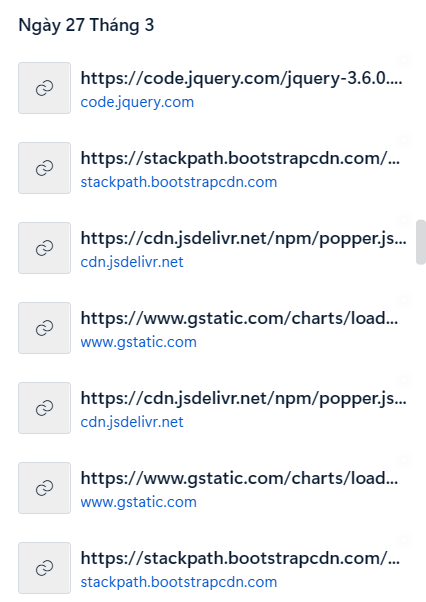 Ngày 27 Tháng 3
https://code.jquery.com/jquery-3.6.0....
code.jquery.com
https://stackpath.bootstrapcdn.com/...
stackpath.bootstrapcdn.com
https://cdn.jsdelivr.net/npm/popper.js...
cdn.jsdelivr.net
https://www.gstatic.com/charts/load...
www.gstatic.com
https://cdn.jsdelivr.net/npm/popper.js...
cdn.jsdelivr.net
https://www.gstatic.com/charts/load...
www.gstatic.com
https://stackpath.bootstrapcdn.com/...
stackpath.bootstrapcdn.com